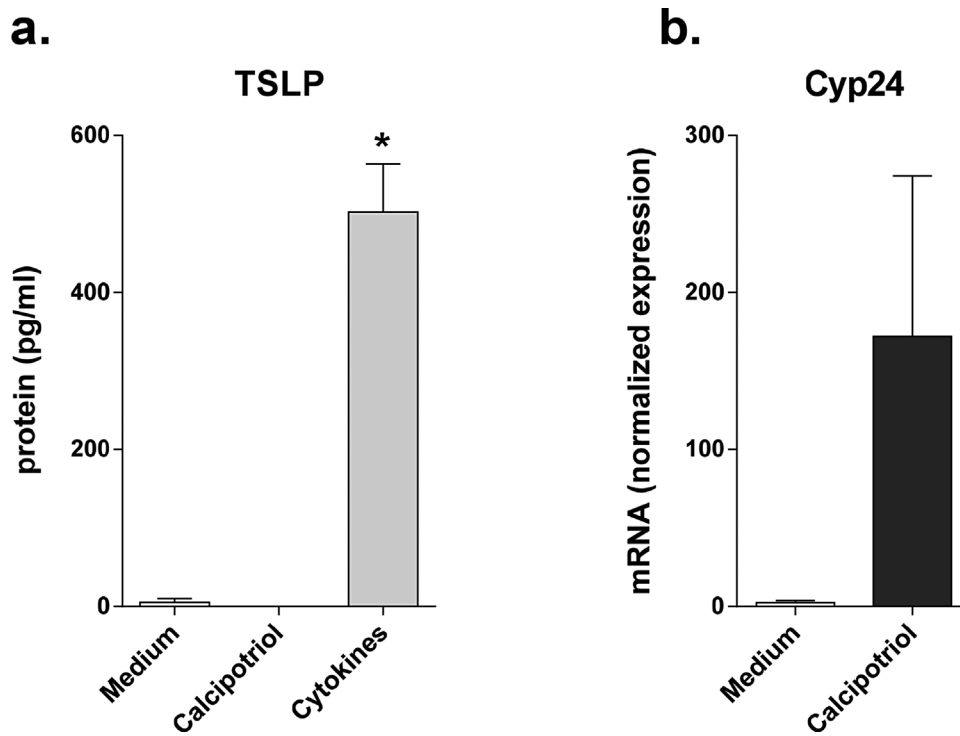 a.
TSLP
protein (pg/ml)
600
400
200
0
*
Medium
Calcipotriol
Cytokines
b.
Cyp24
mRNA (normalized expression)
300
200
100
0
Medium
Calcipotriol